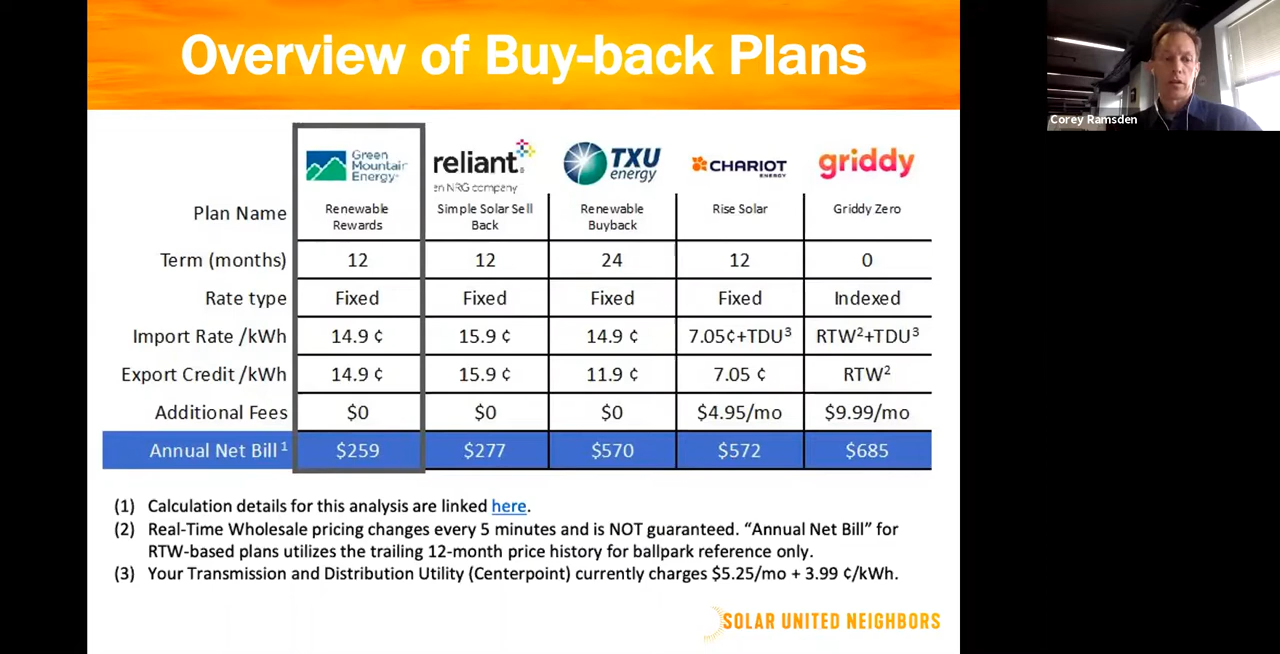 Overview of Buy-back Plans
Corey Ramsden
Green
Mountain
Energy
reliant
an NRG company
TXU
energy
CHARIOT
ENERGY
griddy
Plan Name
Renewable
Rewards
Simple Solar Sell
Back
Renewable
Buyback
Rise Solar
Griddy Zero
Term (months) 12 12 24 12 0
Rate type Fixed Fixed Fixed Fixed Indexed
Import Rate /kWh 14.9 ¢ 15.9 ¢ 14.9 ¢ 7.05¢+TDU³ RTW²+TDU³
Export Credit /kWh 14.9 ¢ 15.9 ¢ 11.9 ¢ 7.05 ¢ RTW²
Additional Fees $0 $0 $0 $4.95/mo $9.99/mo
Annual Net Bill ¹ $259 $277 $570 $572 $685
(1) Calculation details for this analysis are linked here.
(2) Real-Time Wholesale pricing changes every 5 minutes and is NOT guaranteed. “Annual Net Bill” for
RTW-based plans utilizes the trailing 12-month price history for ballpark reference only.
(3) Your Transmission and Distribution Utility (Centerpoint) currently charges $5.25/mo + 3.99 ¢/kWh.
SOLAR UNITED NEIGHBORS